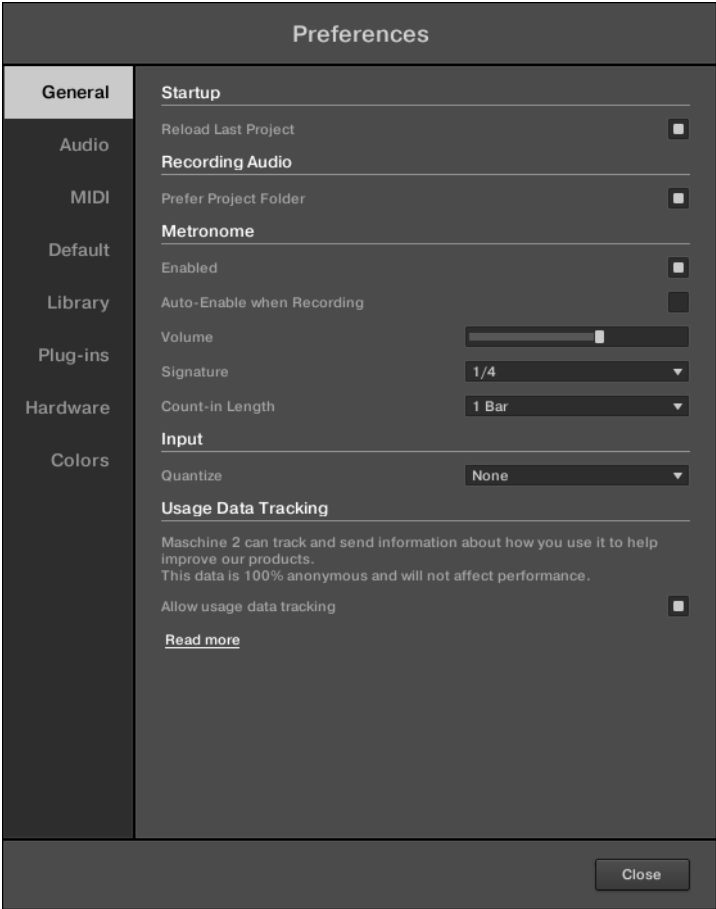 Preferences
General
Audio
MIDI
Default
Library
Plug-ins
Hardware
Colors
Startup
Reload Last Project
Recording Audio
Prefer Project Folder
Metronome
Enabled
Auto-Enable when Recording
Volume
Signature 1/4
Count-in Length 1 Bar
Input
Quantize None
Usage Data Tracking
Maschine 2 can track and send information about how you use it to help
improve our products.
This data is 100% anonymous and will not affect performance.
Allow usage data tracking
Read more
Close